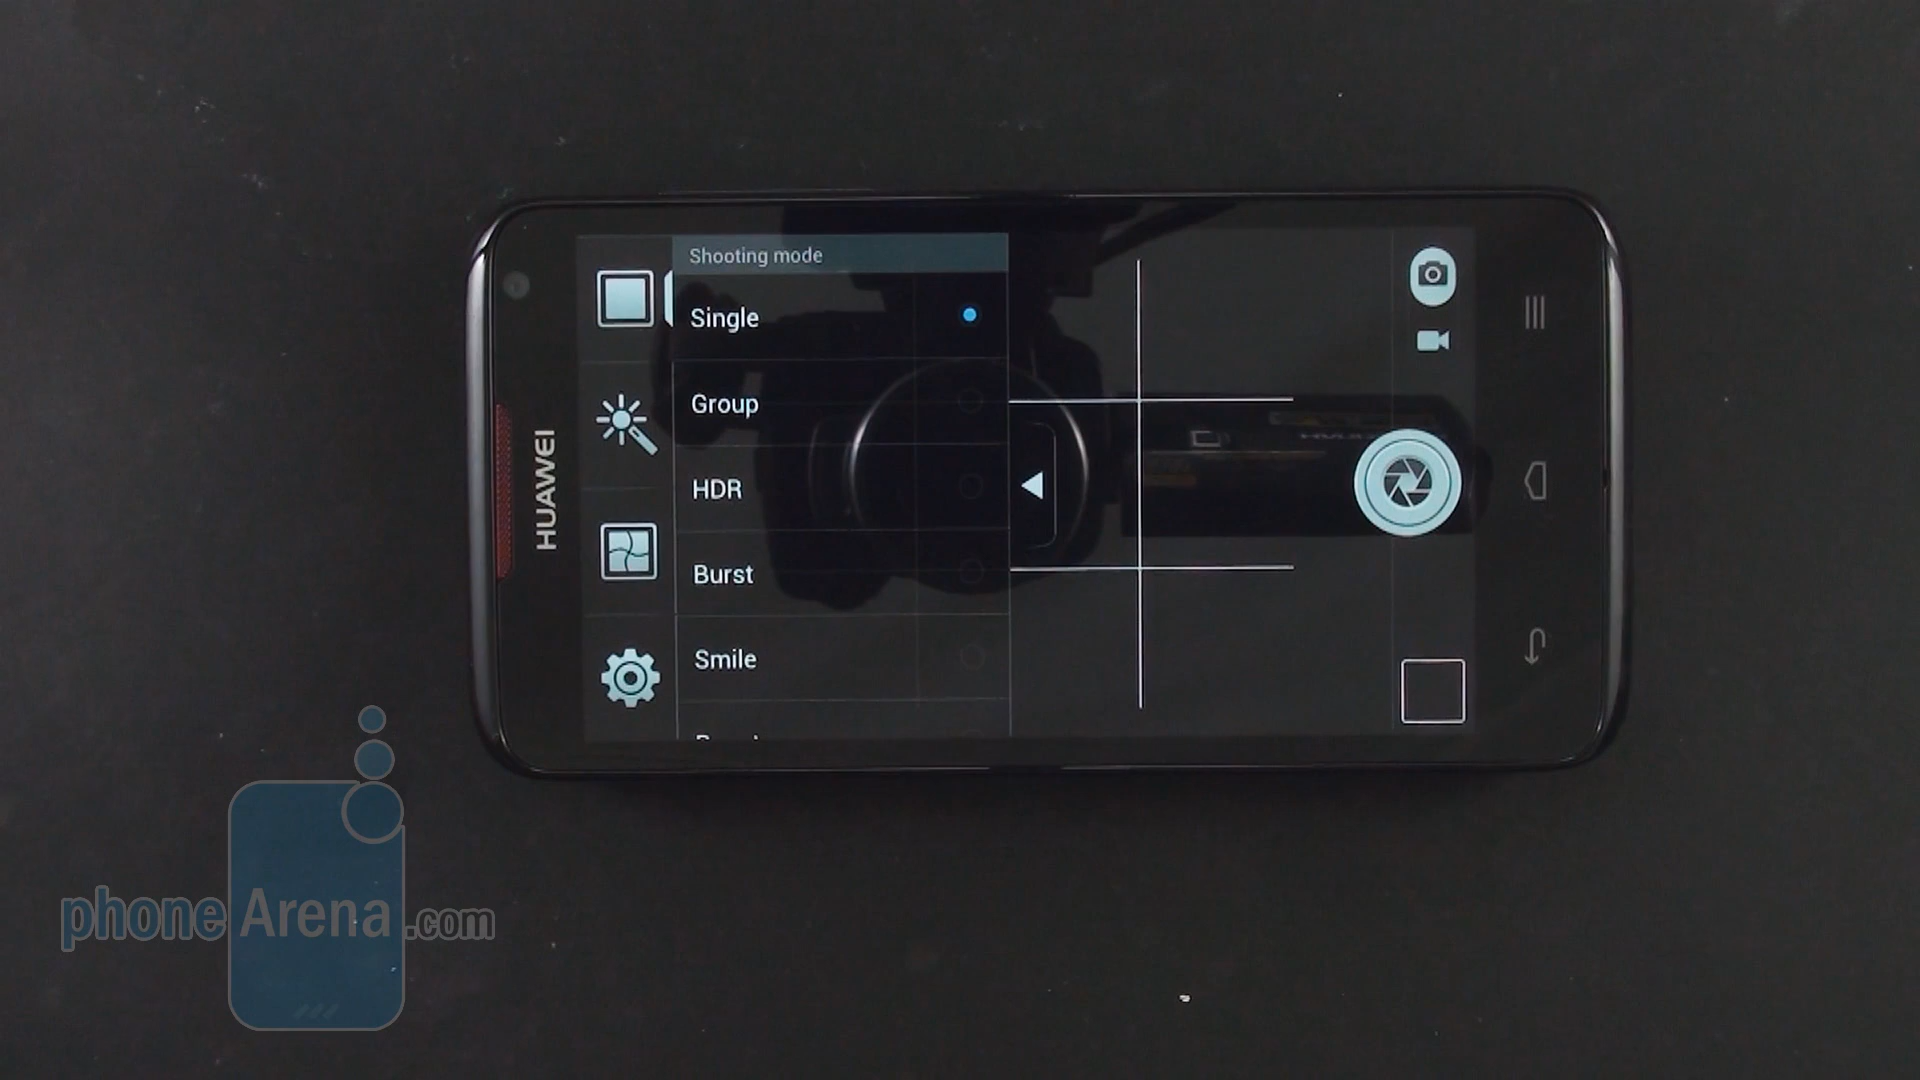 Shooting mode
Single
Group
HDR
Burst
Smile
HUAWEI
phoneArena.com